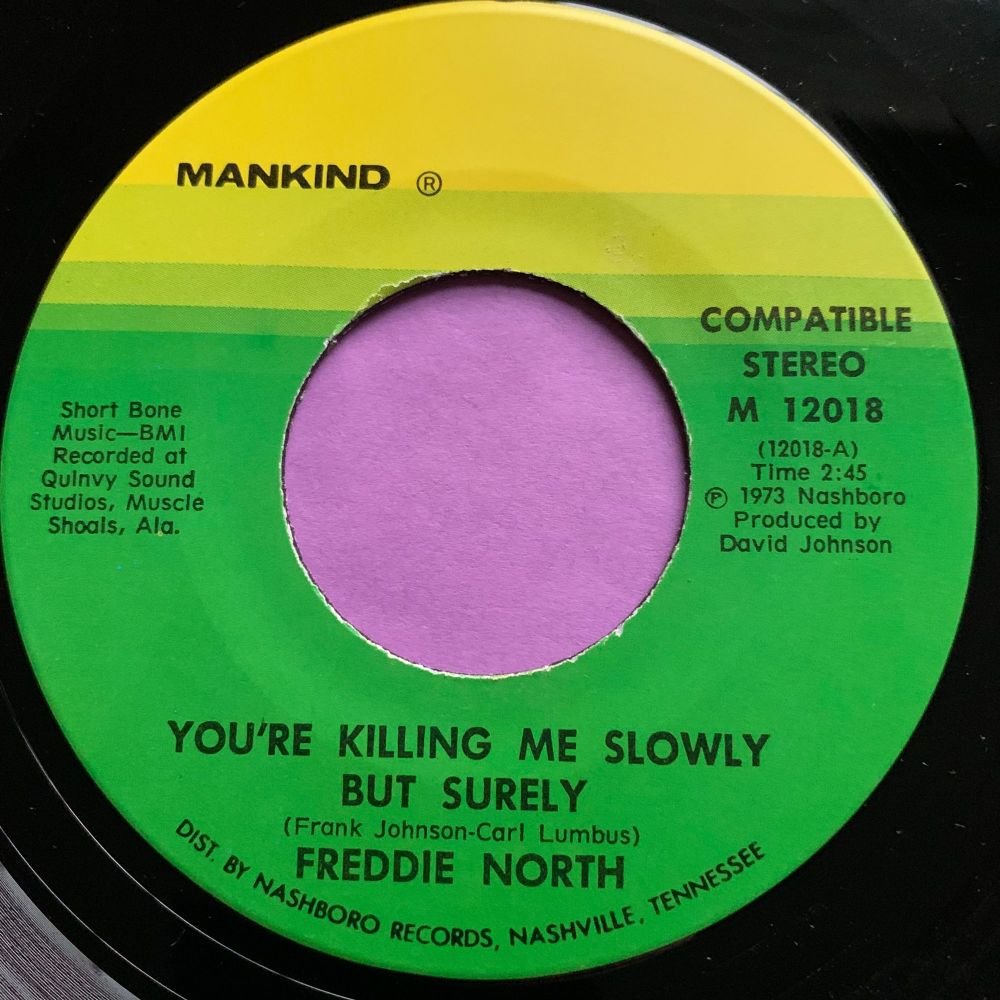 MANKIND ®
COMPATIBLE
STEREO
M 12018
(12018-A)
Time 2:45
℗ 1973 Nashboro
Produced by
David Johnson
Short Bone
Music—BMI
Recorded at
Quinvy Sound
Studios, Muscle
Shoals, Ala.
YOU'RE KILLING ME SLOWLY
BUT SURELY
(Frank Johnson-Carl Lumbus)
FREDDIE NORTH
DIST. BY NASHBORO RECORDS, NASHVILLE, TENNESSEE